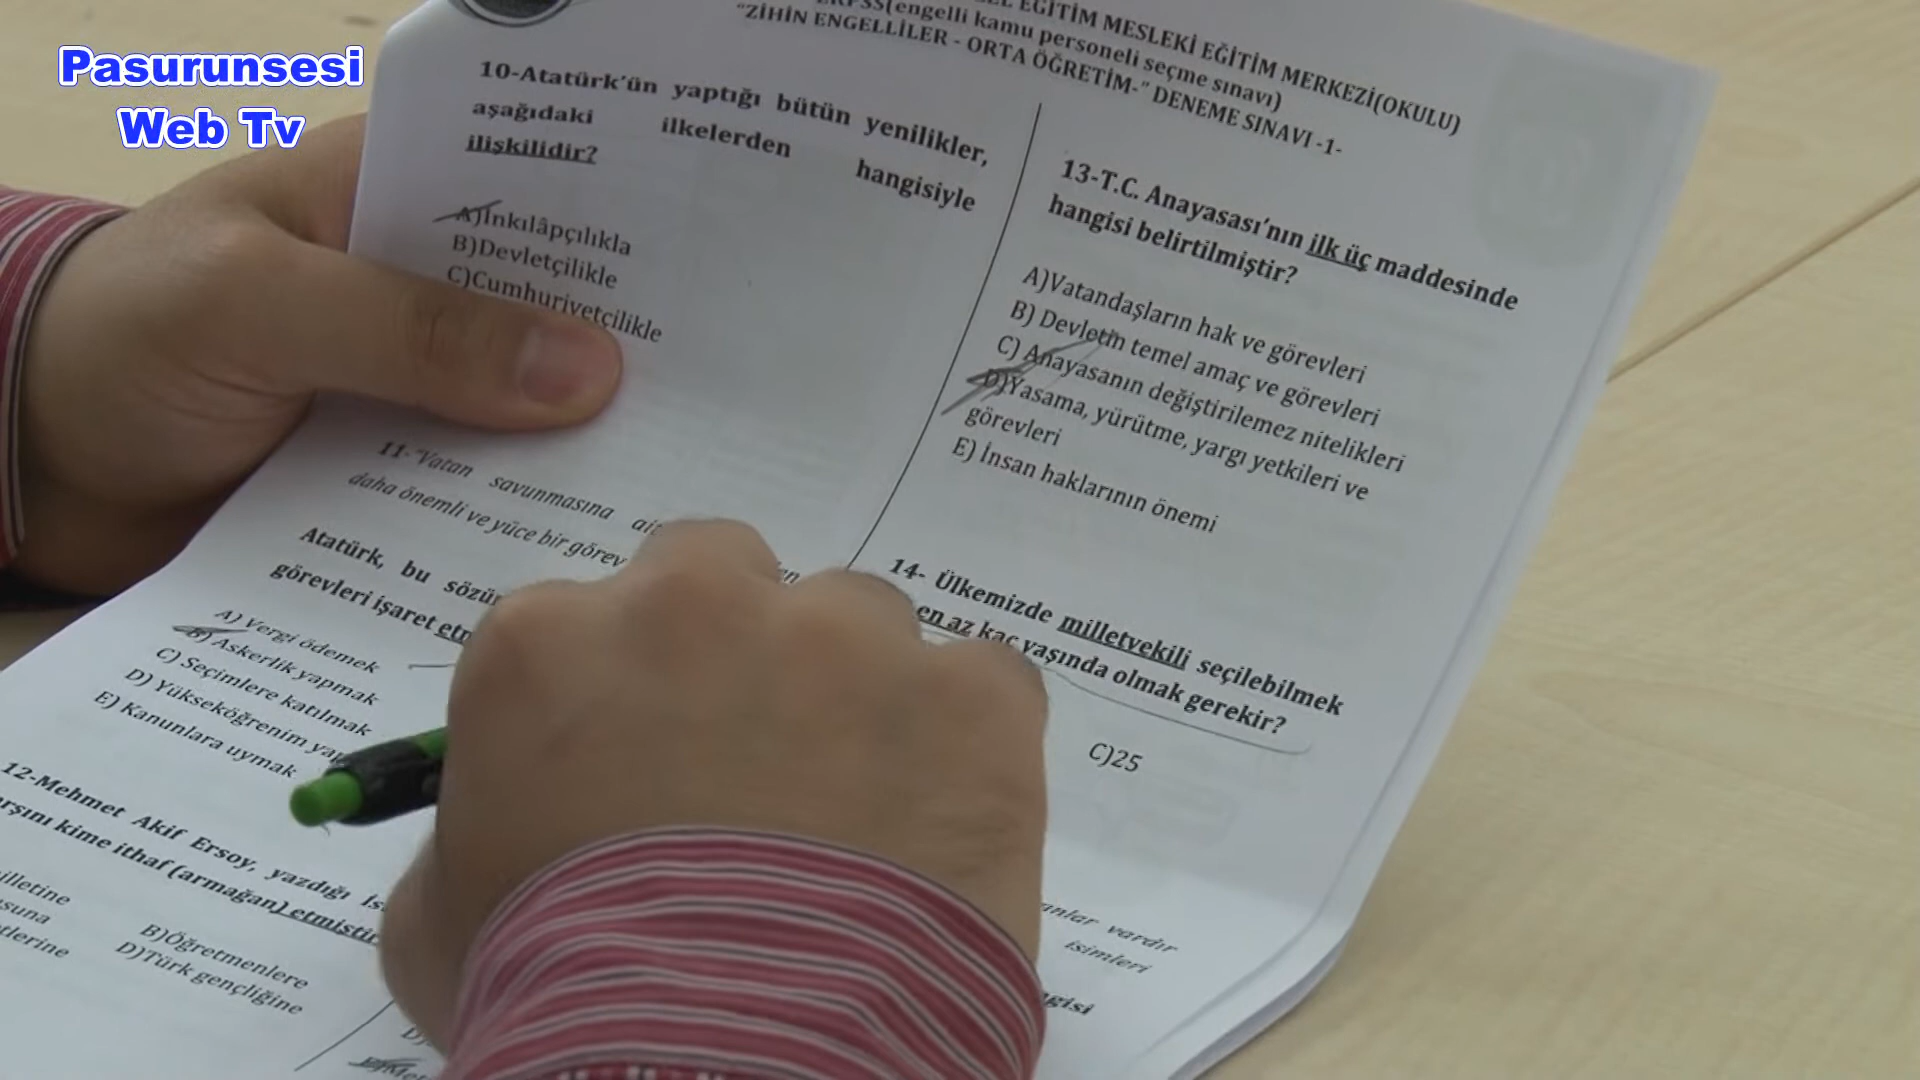 Pasurunsesi
Web Tv
EĞİTİM MESLEKİ EĞİTİM MERKEZİ(OKULU)
(engelli kamu personeli seçme sınavı)
"ZİHİN ENGELLİLER - ORTA ÖĞRETİM-" DENEME SINAVI -1-
10-Atatürk'ün yaptığı bütün yenilikler,
aşağıdaki ilkelerden hangisiyle
ilişkilidir?
A)İnkılâpçılıkla
B)Devletçilikle
C)Cumhuriyetçilikle
11-"Vatan savunmasına ait
daha önemli ve yüce bir görev
Atatürk, bu
görevleri işaret
A) Vergi ödemek
B) Askerlik yapmak
C) Seçimlere katılmak
D) Yükseköğrenim
E) Kanunlara uymak
12-Mehmet Akif Ersoy, yazdığı
kime ithaf (armağan) etmiştir
B)Öğretmenlere
D)Türk gençliğine
13-T.C. Anayasası'nın ilk üç maddesinde
hangisi belirtilmiştir?
A)Vatandaşların hak ve görevleri
B) Devletin temel amaç ve görevleri
C) Anayasanın değiştirilemez nitelikleri
D)Yasama, yürütme, yargı yetkileri ve
görevleri
E) İnsan haklarının önemi
14- Ülkemizde milletvekili seçilebilmek
en az kaç yaşında olmak gerekir?
C)25
vardır
isimleri